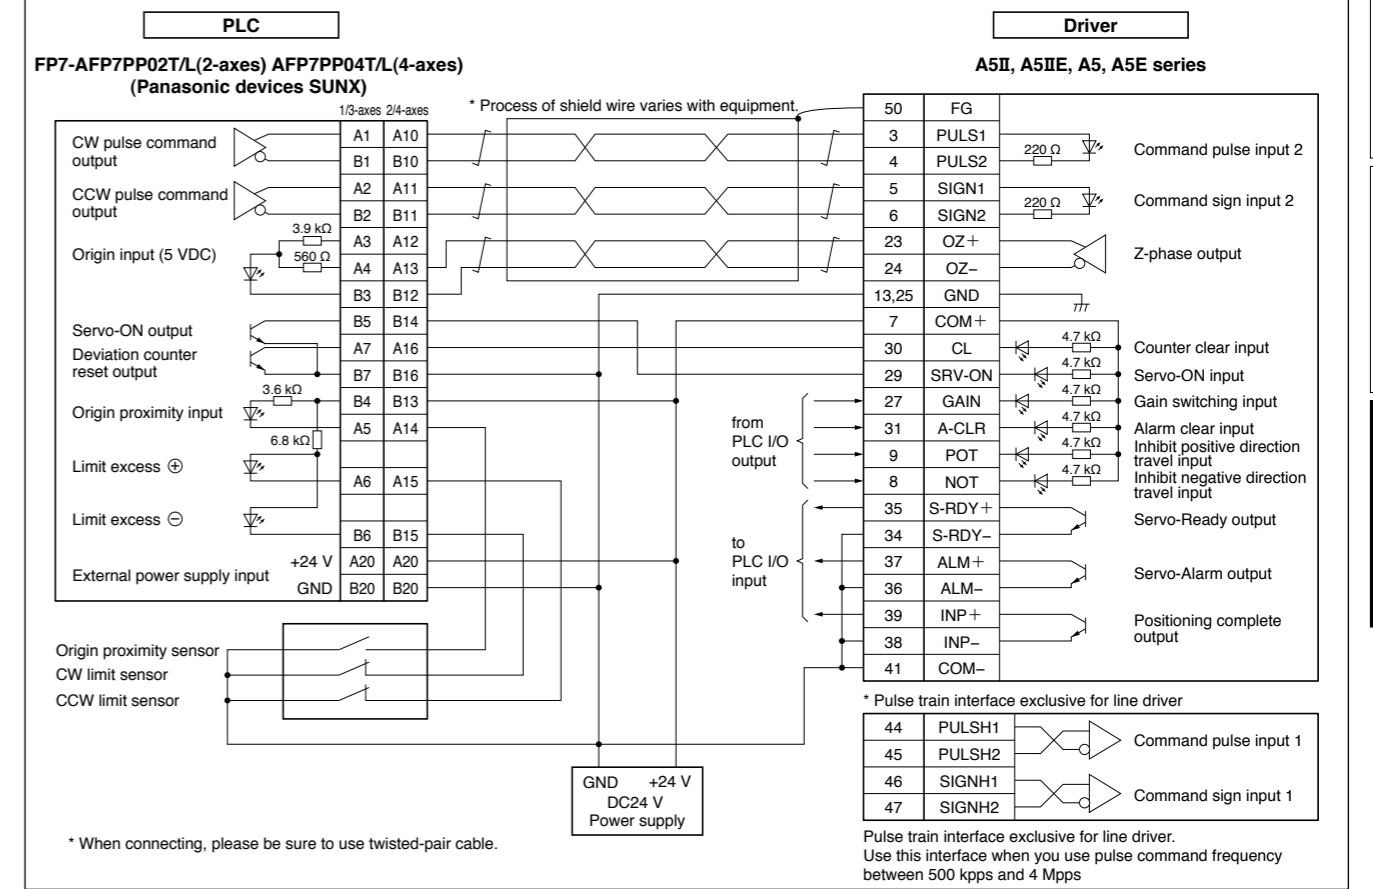 PLC
Driver
FP7-AFP7PP02T/L(2-axes) AFP7PP04T/L(4-axes)
(Panasonic devices SUNX)
A5II, A5IIE, A5, A5E series
1/3-axes 2/4-axes
* Process of shield wire varies with equipment.
CW pulse command
output
A1 A10
B1 B10
CCW pulse command
output
A2 A11
B2 B11
Origin input (5 VDC)
3.9 kΩ
560 Ω
A3 A12
A4 A13
B3 B12
Servo-ON output
B5 B14
Deviation counter
reset output
A7 A16
B7 B16
3.6 kΩ
Origin proximity input
B4 B13
A5 A14
6.8 kΩ
Limit excess ⊕
A6 A15
Limit excess ⊖
B6 B15
External power supply input
+24 V A20 A20
GND B20 B20
Origin proximity sensor
CW limit sensor
CCW limit sensor
GND +24 V
DC24 V
Power supply
* When connecting, please be sure to use twisted-pair cable.
from
PLC I/O
output
to
PLC I/O
input
50 FG
3 PULS1
4 PULS2
220 Ω
Command pulse input 2
5 SIGN1
6 SIGN2
220 Ω
Command sign input 2
23 OZ+
24 OZ−
Z-phase output
13,25 GND
7 COM+
30 CL 4.7 kΩ Counter clear input
29 SRV-ON 4.7 kΩ Servo-ON input
27 GAIN 4.7 kΩ Gain switching input
31 A-CLR 4.7 kΩ Alarm clear input
9 POT 4.7 kΩ Inhibit positive direction
travel input
8 NOT 4.7 kΩ Inhibit negative direction
travel input
35 S-RDY+
34 S-RDY−
Servo-Ready output
37 ALM+
36 ALM−
Servo-Alarm output
39 INP+
38 INP−
Positioning complete
output
41 COM−
* Pulse train interface exclusive for line driver
44 PULSH1
45 PULSH2
Command pulse input 1
46 SIGNH1
47 SIGNH2
Command sign input 1
Pulse train interface exclusive for line driver.
Use this interface when you use pulse command frequency
between 500 kpps and 4 Mpps